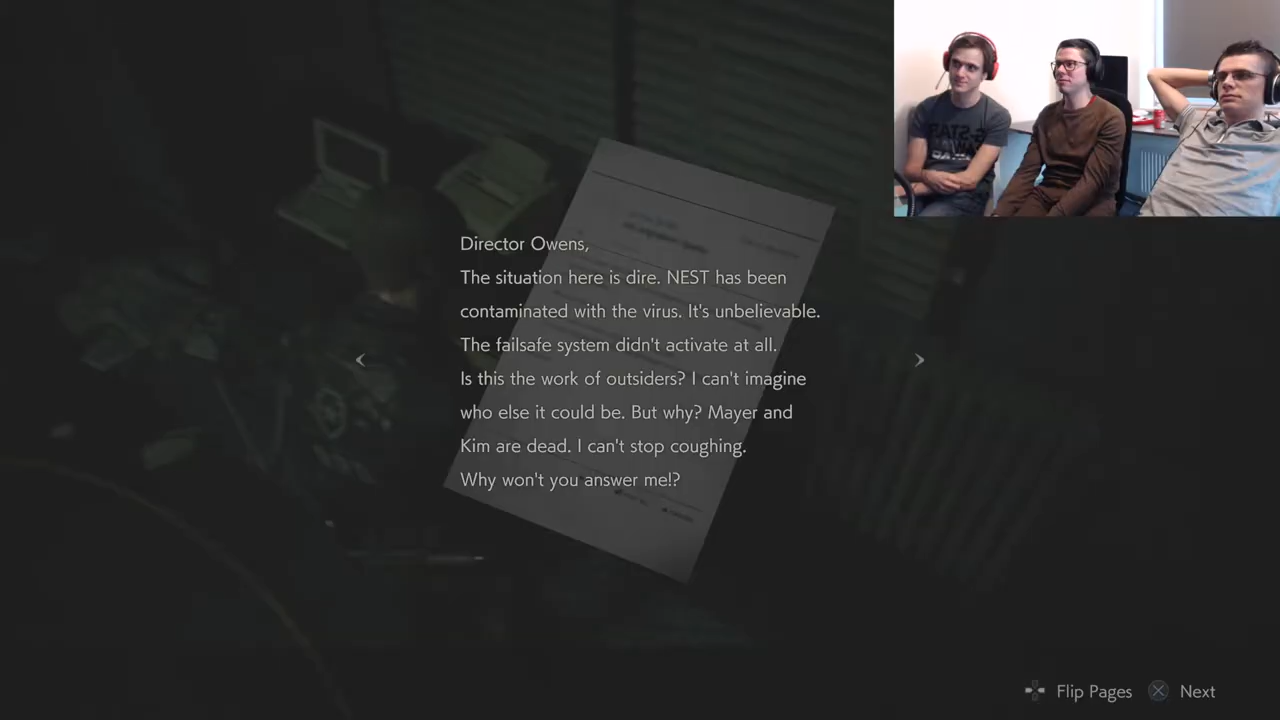 Director Owens,
The situation here is dire. NEST has been
contaminated with the virus. It's unbelievable.
The failsafe system didn't activate at all.
Is this the work of outsiders? I can't imagine
who else it could be. But why? Mayer and
Kim are dead. I can't stop coughing.
Why won't you answer me!?
Flip Pages
Next